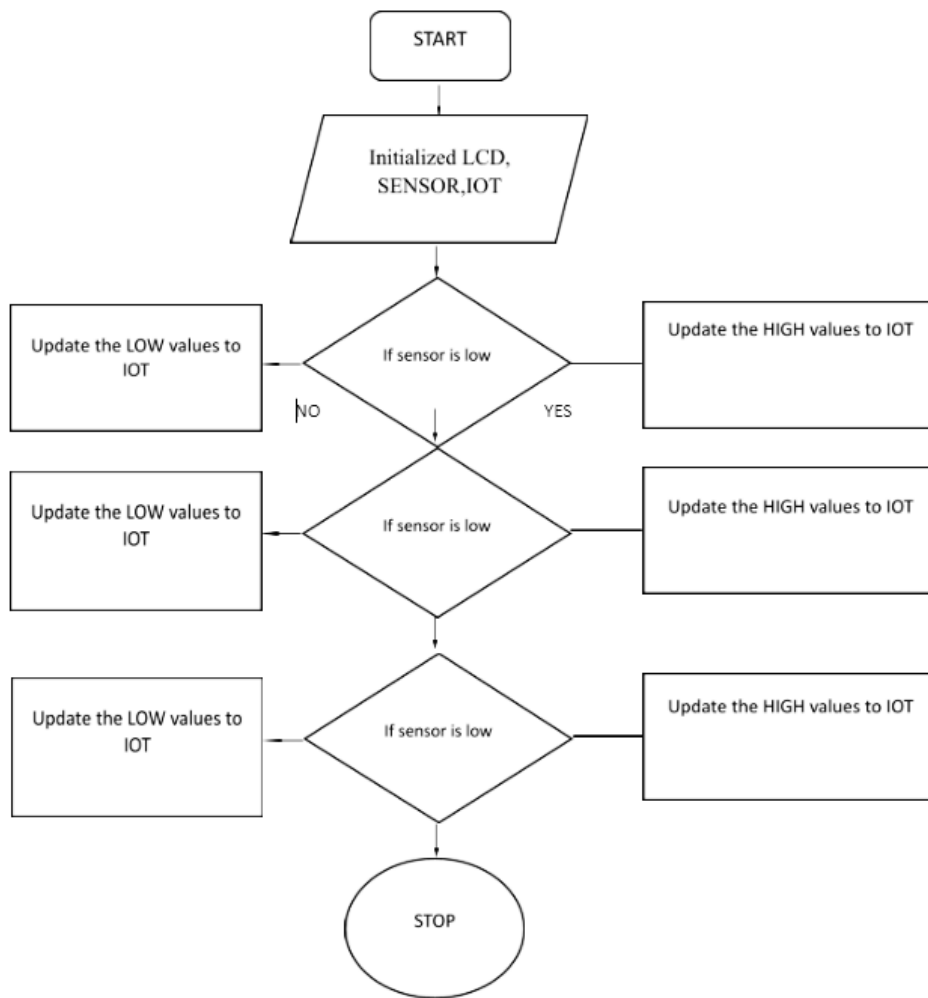 START
Initialized LCD,
SENSOR,IOT
Update the LOW values to
IOT
If sensor is low
Update the HIGH values to IOT
NO
YES
Update the LOW values to
IOT
If sensor is low
Update the HIGH values to IOT
Update the LOW values to
IOT
If sensor is low
Update the HIGH values to IOT
STOP